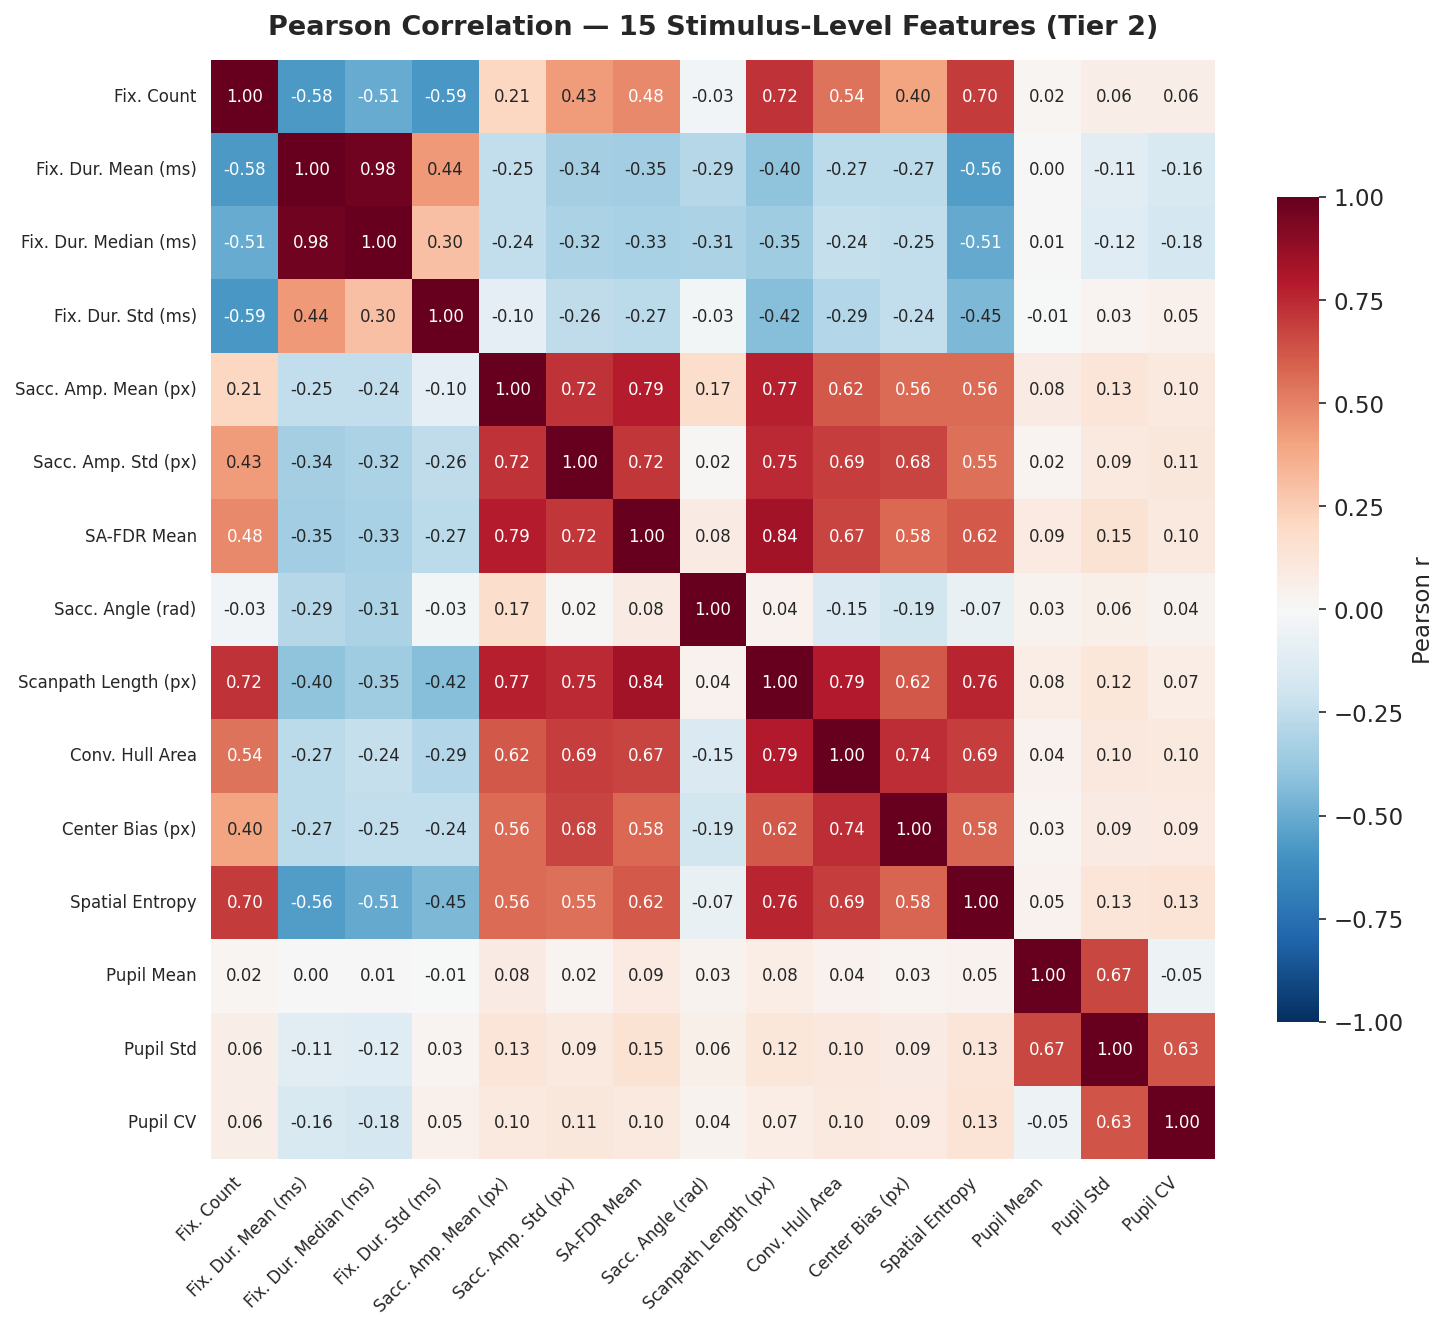 Pearson Correlation — 15 Stimulus-Level Features (Tier 2)
Fix. Count 1.00 -0.58 -0.51 -0.59 0.21 0.43 0.48 -0.03 0.72 0.54 0.40 0.70 0.02 0.06 0.06
Fix. Dur. Mean (ms) -0.58 1.00 0.98 0.44 -0.25 -0.34 -0.35 -0.29 -0.40 -0.27 -0.27 -0.56 0.00 -0.11 -0.16
Fix. Dur. Median (ms) -0.51 0.98 1.00 0.30 -0.24 -0.32 -0.33 -0.31 -0.35 -0.24 -0.25 -0.51 0.01 -0.12 -0.18
Fix. Dur. Std (ms) -0.59 0.44 0.30 1.00 -0.10 -0.26 -0.27 -0.03 -0.42 -0.29 -0.24 -0.45 -0.01 0.03 0.05
Sacc. Amp. Mean (px) 0.21 -0.25 -0.24 -0.10 1.00 0.72 0.79 0.17 0.77 0.62 0.56 0.56 0.08 0.13 0.10
Sacc. Amp. Std (px) 0.43 -0.34 -0.32 -0.26 0.72 1.00 0.72 0.02 0.75 0.69 0.68 0.55 0.02 0.09 0.11
SA-FDR Mean 0.48 -0.35 -0.33 -0.27 0.79 0.72 1.00 0.08 0.84 0.67 0.58 0.62 0.09 0.15 0.10
Sacc. Angle (rad) -0.03 -0.29 -0.31 -0.03 0.17 0.02 0.08 1.00 0.04 -0.15 -0.19 -0.07 0.03 0.06 0.04
Scanpath Length (px) 0.72 -0.40 -0.35 -0.42 0.77 0.75 0.84 0.04 1.00 0.79 0.62 0.76 0.08 0.12 0.07
Conv. Hull Area 0.54 -0.27 -0.24 -0.29 0.62 0.69 0.67 -0.15 0.79 1.00 0.74 0.69 0.04 0.10 0.10
Center Bias (px) 0.40 -0.27 -0.25 -0.24 0.56 0.68 0.58 -0.19 0.62 0.74 1.00 0.58 0.03 0.09 0.09
Spatial Entropy 0.70 -0.56 -0.51 -0.45 0.56 0.55 0.62 -0.07 0.76 0.69 0.58 1.00 0.05 0.13 0.13
Pupil Mean 0.02 0.00 0.01 -0.01 0.08 0.02 0.09 0.03 0.08 0.04 0.03 0.05 1.00 0.67 -0.05
Pupil Std 0.06 -0.11 -0.12 0.03 0.13 0.09 0.15 0.06 0.12 0.10 0.09 0.13 0.67 1.00 0.63
Pupil CV 0.06 -0.16 -0.18 0.05 0.10 0.11 0.10 0.04 0.07 0.10 0.09 0.13 -0.05 0.63 1.00
Fix. Count
Fix. Dur. Mean (ms)
Fix. Dur. Median (ms)
Fix. Dur. Std (ms)
Sacc. Amp. Mean (px)
Sacc. Amp. Std (px)
SA-FDR Mean
Sacc. Angle (rad)
Scanpath Length (px)
Conv. Hull Area
Center Bias (px)
Spatial Entropy
Pupil Mean
Pupil Std
Pupil CV
1.00
0.75
0.50
0.25
0.00
−0.25
−0.50
−0.75
−1.00
Pearson r